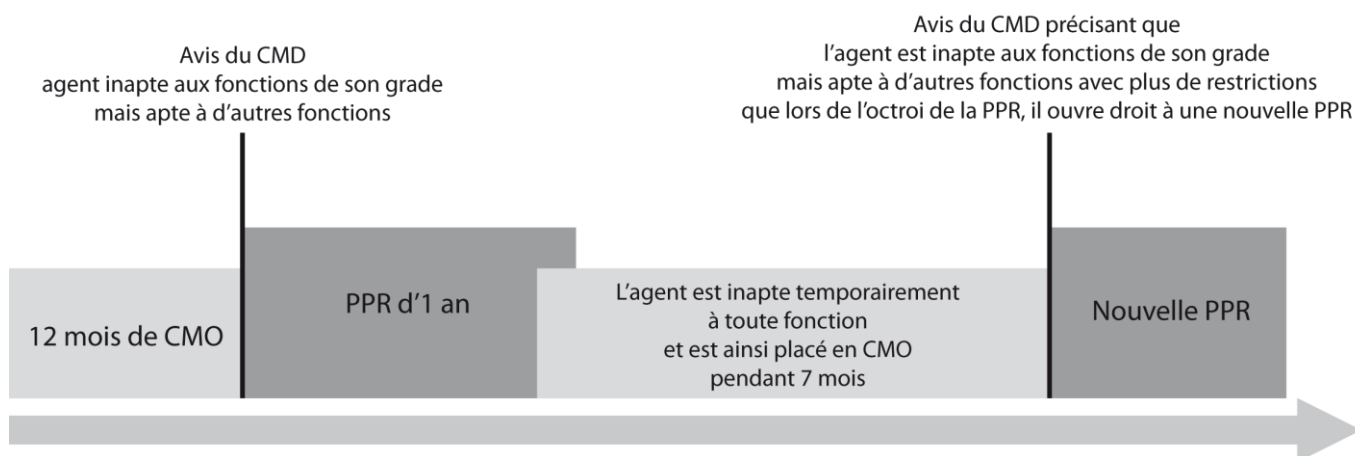 Avis du CMD
agent inapte aux fonctions de son grade
mais apte à d'autres fonctions
Avis du CMD précisant que
l'agent est inapte aux fonctions de son grade
mais apte à d'autres fonctions avec plus de restrictions
que lors de l'octroi de la PPR, il ouvre droit à une nouvelle PPR
12 mois de CMO
PPR d'1 an
L'agent est inapte temporairement
à toute fonction
et est ainsi placé en CMO
pendant 7 mois
Nouvelle PPR